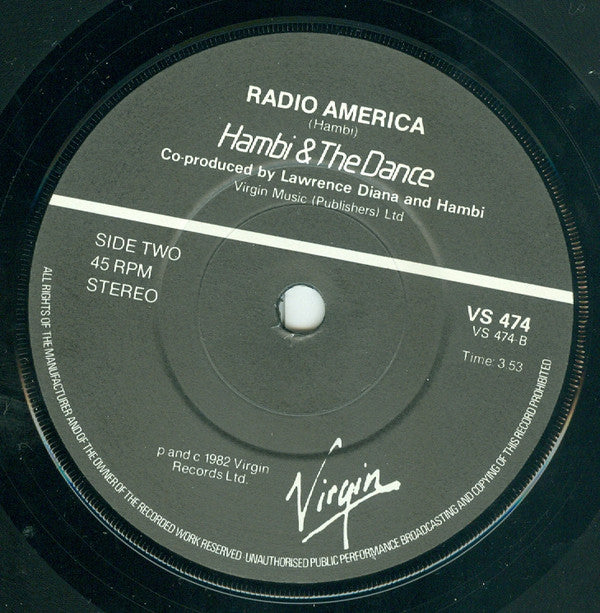 RADIO AMERICA
(Hambi)
Hambi & The Dance
Co-produced by Lawrence Diana and Hambi
Virgin Music (Publishers) Ltd
SIDE TWO
45 RPM
STEREO
VS 474
VS 474-B
Time: 3.53
p and c 1982 Virgin
Records Ltd.
Virgin
ALL RIGHTS OF THE MANUFACTURER AND OF THE OWNER OF THE RECORDED WORK RESERVED · UNAUTHORISED PUBLIC PERFORMANCE BROADCASTING AND COPYING OF THIS RECORD PROHIBITED